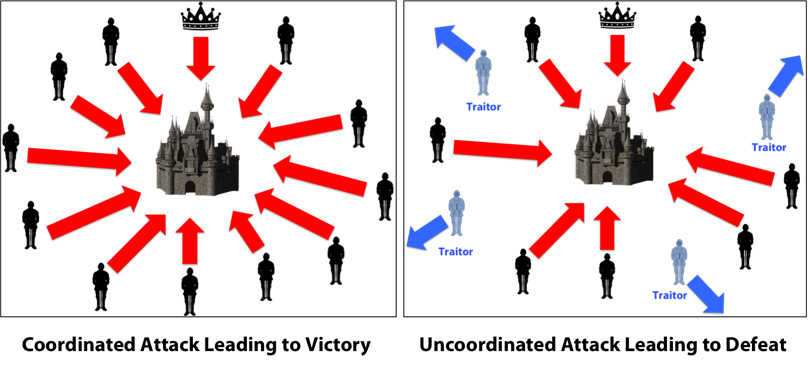 Traitor
Traitor
Traitor
Traitor
Coordinated Attack Leading to Victory
Uncoordinated Attack Leading to Defeat